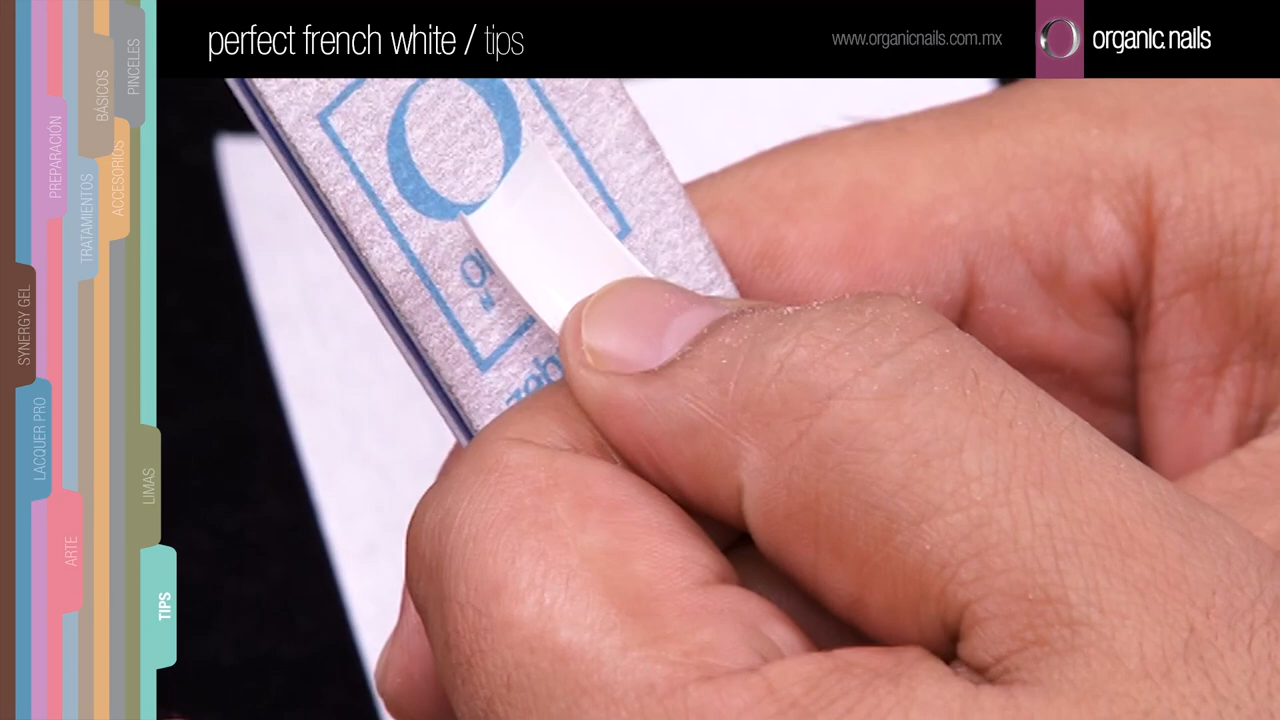 perfect french white / tips
www.organicnails.com.mx
organic nails
PINCELES
BÁSICOS
PREPARACIÓN
ACCESORIOS
TRATAMIENTOS
SYNERGY GEL
LACQUER PRO
LIMAS
ARTE
TIPS
O